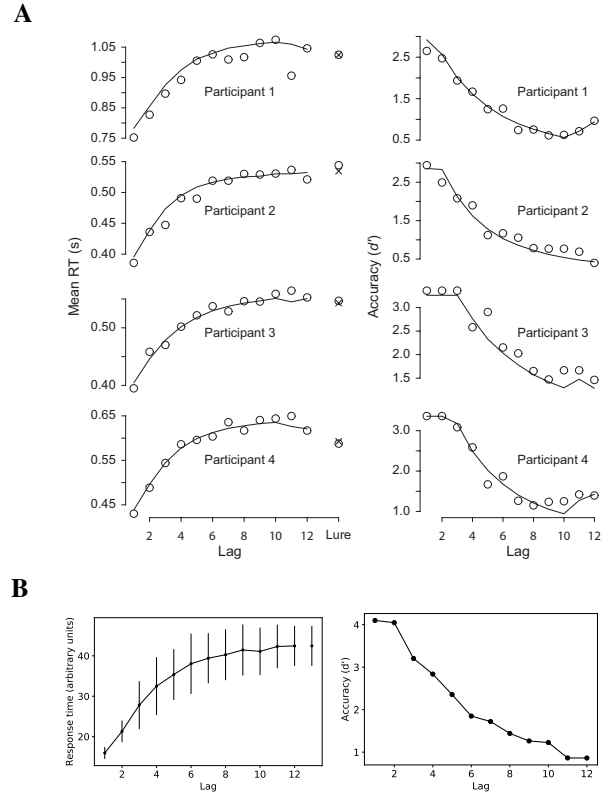 A
1.05
0.95
0.85
0.75
Participant 1
2.5
1.5
0.5
Participant 1
0.55
0.50
0.40
Participant 2
2.5
1.5
0.5
Participant 2
Mean RT (s)
Accuracy (d')
0.50
0.40
Participant 3
3.0
2.5
1.5
Participant 3
0.65
0.55
0.45
Participant 4
3.0
2.0
1.0
Participant 4
2 4 6 8 10 12 Lure
Lag
2 4 6 8 10 12
Lag
B
Response time (arbitrary units)
40
20
2 4 6 8 10 12
Lag
Accuracy (d')
4
3
2
1
2 4 6 8 10 12
Lag